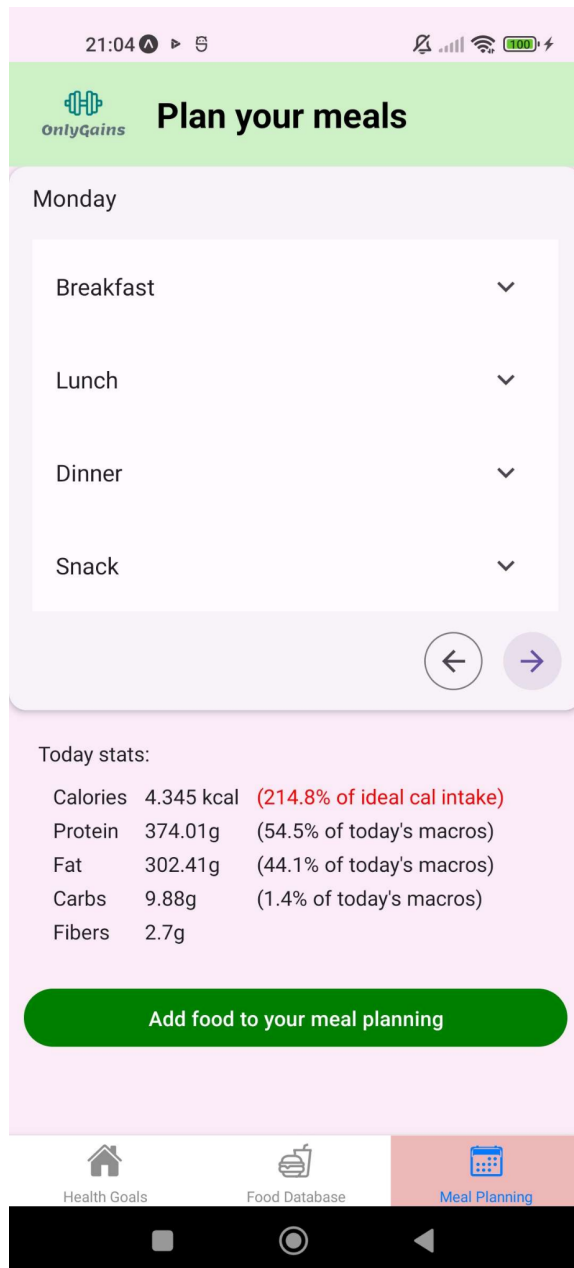 21:04
100
OnlyGains
Plan your meals
Monday
Breakfast
Lunch
Dinner
Snack
Today stats:
Calories 4.345 kcal (214.8% of ideal cal intake)
Protein 374.01g (54.5% of today's macros)
Fat 302.41g (44.1% of today's macros)
Carbs 9.88g (1.4% of today's macros)
Fibers 2.7g
Add food to your meal planning
Health Goals Food Database Meal Planning